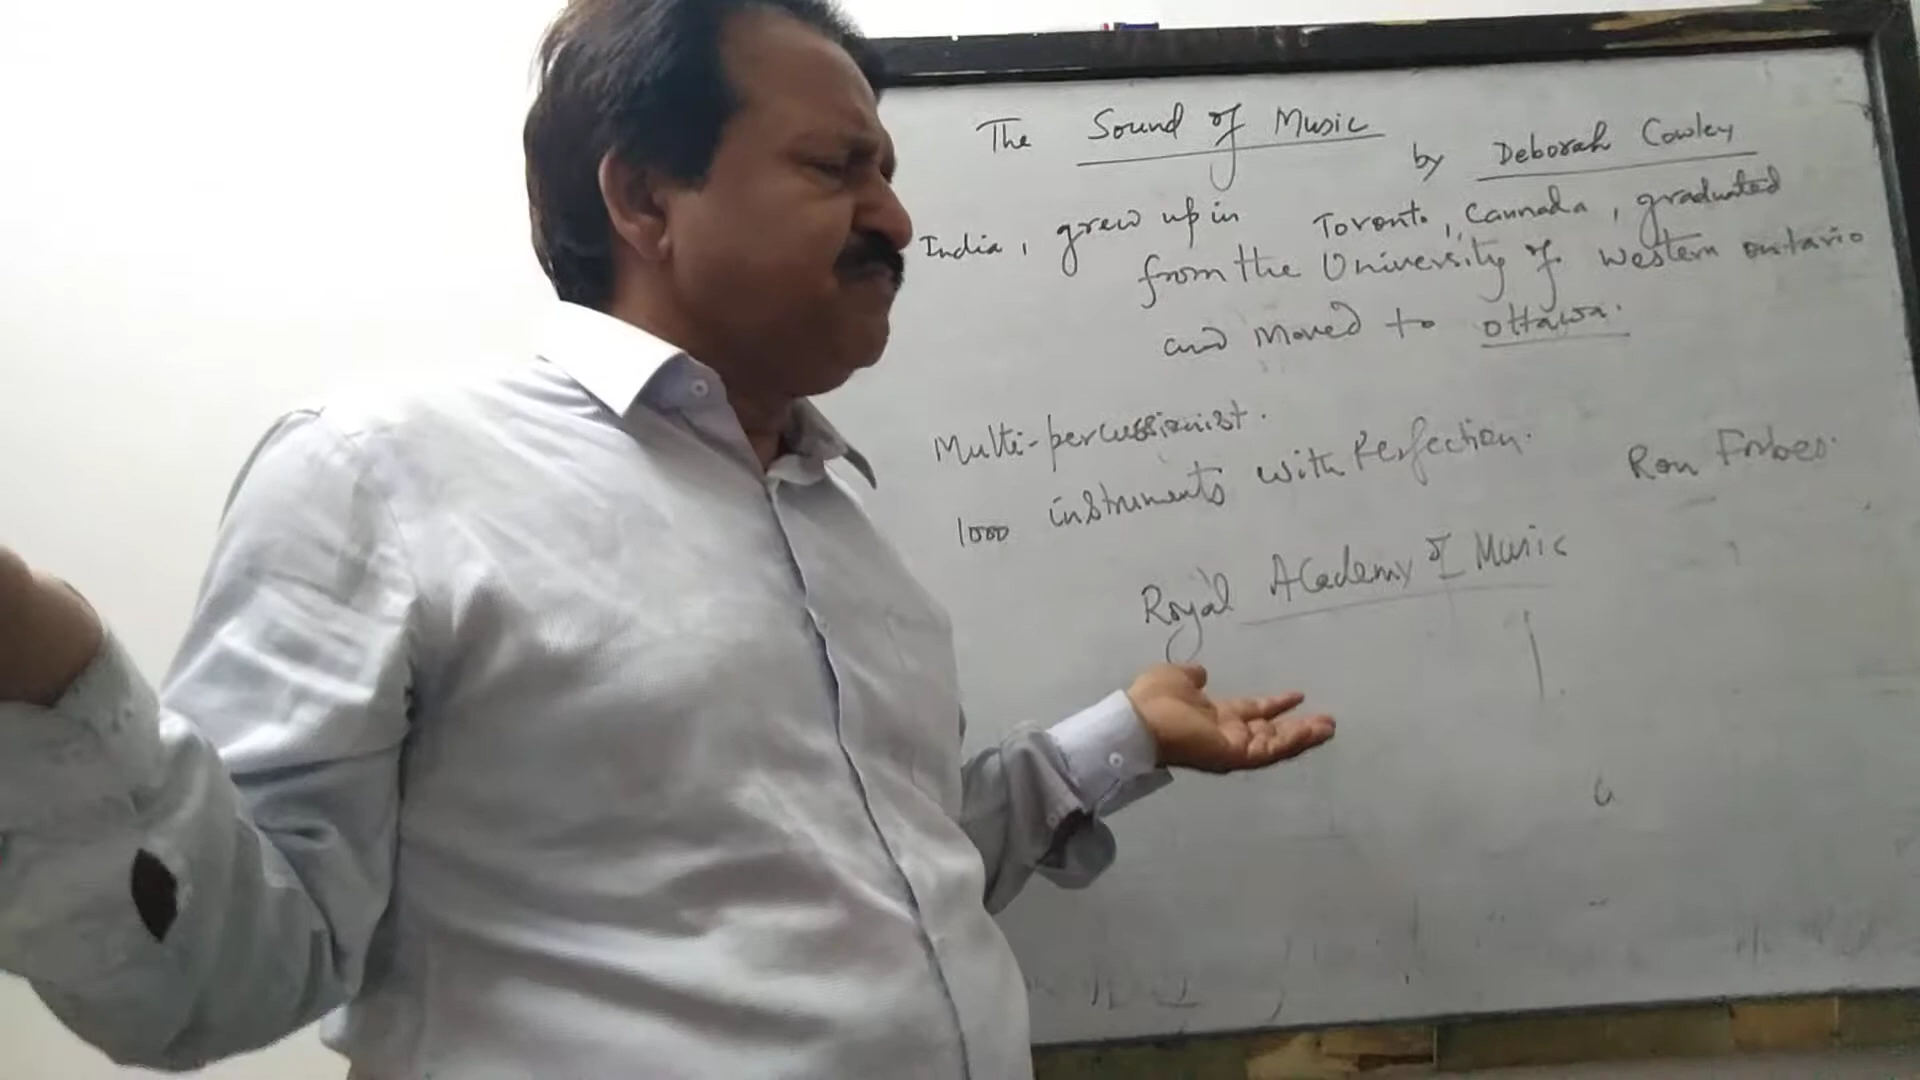 The Sound of Music
by Deborah Cowley
India, grew up in Toronto, Cannada, graduated
from the University of western ontario
and moved to ottawa.
Multi-percussionist.
1000 instruments with Perfection.
Ron Forbes.
Royal Academy of Music